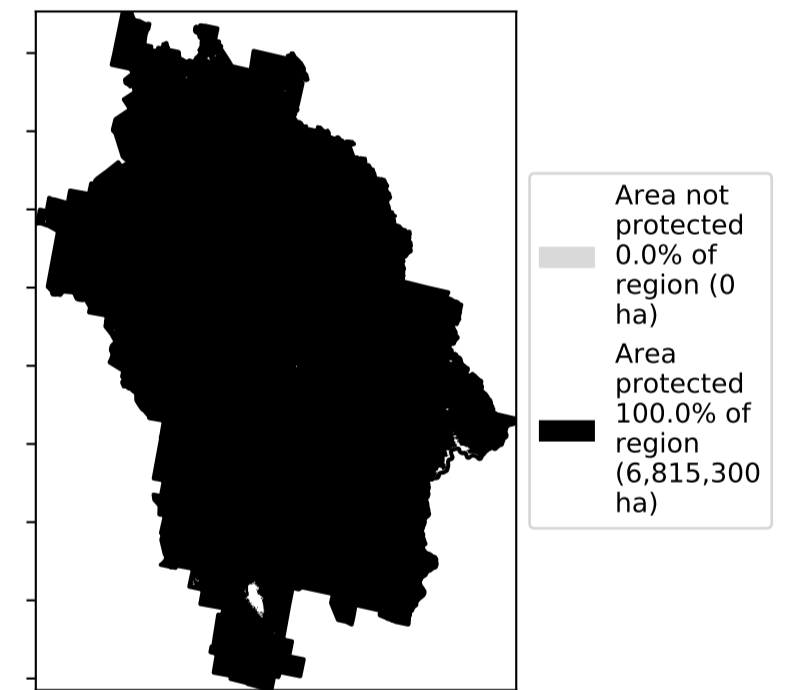 Area not
protected
0.0% of
region (0
ha)
Area
protected
100.0% of
region
(6,815,300
ha)